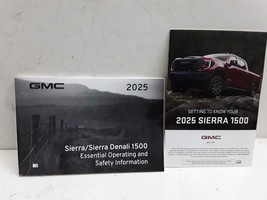 GMC
2025
Sierra/Sierra Denali 1500
Essential Operating and
Safety Information
GETTING TO KNOW YOUR
2025 SIERRA 1500
GMC